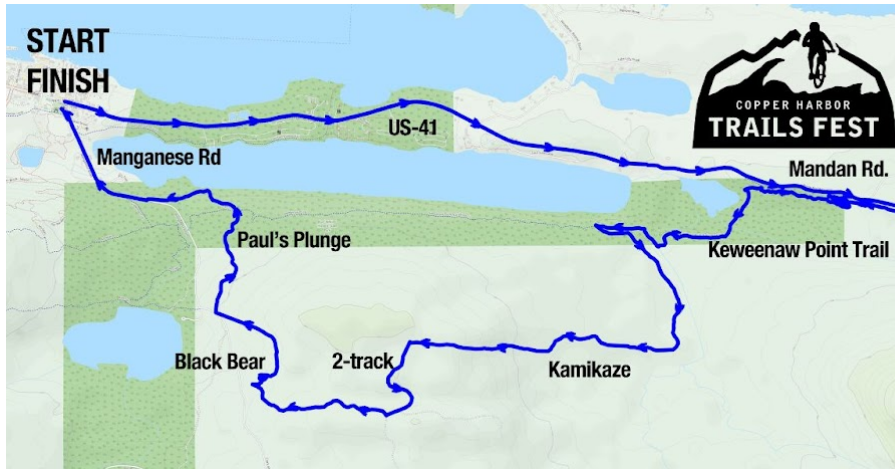 START
FINISH
COPPER HARBOR
TRAILS FEST
US-41
Manganese Rd
Mandan Rd.
Paul's Plunge
Keweenaw Point Trail
Black Bear
2-track
Kamikaze